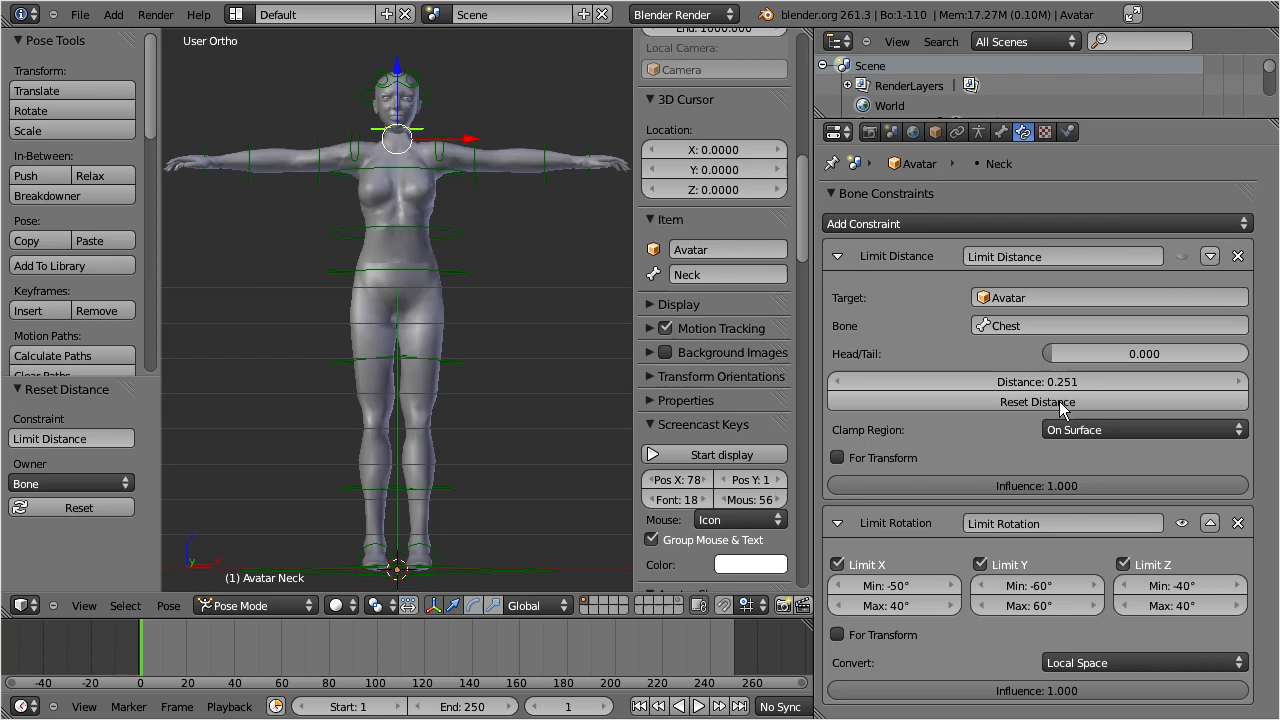 File Add Render Help Default Scene Blender Render blender.org 261.3 | Bo:1-110 | Mem:17.27M (0.10M) | Avatar
Pose Tools
Transform:
Translate
Rotate
Scale
In-Between:
Push Relax
Breakdowner
Pose:
Copy Paste
Add To Library
Keyframes:
Insert Remove
Motion Paths:
Calculate Paths
Clear Paths
Reset Distance
Constraint
Limit Distance
Owner
Bone
Reset
User Ortho
(1) Avatar Neck
End: 1000.000
Local Camera:
Camera
3D Cursor
Location:
X: 0.0000
Y: 0.0000
Z: 0.0000
Item
Avatar
Neck
Display
Motion Tracking
Background Images
Transform Orientations
Properties
Screencast Keys
Start display
Pos X: 78 Pos Y: 1
Font: 18 Mous: 56
Mouse: Icon
Group Mouse & Text
Color:
View Select Pose Pose Mode Global
-40 -20 0 20 40 60 80 100 120 140 160 180 200 220 240 260
View Marker Frame Playback Start: 1 End: 250 1 No Sync
View Search All Scenes
Scene
RenderLayers |
World
Avatar Neck
Bone Constraints
Add Constraint
Limit Distance Limit Distance
Target: Avatar
Bone Chest
Head/Tail: 0.000
Distance: 0.251
Reset Distance
Clamp Region: On Surface
For Transform
Influence: 1.000
Limit Rotation Limit Rotation
Limit X Limit Y Limit Z
Min: -50° Min: -60° Min: -40°
Max: 40° Max: 60° Max: 40°
For Transform
Convert: Local Space
Influence: 1.000